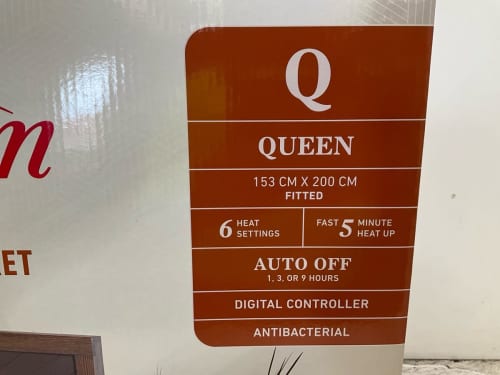 Q
QUEEN
153 CM X 200 CM
FITTED
6 HEAT SETTINGS
FAST 5 MINUTE HEAT UP
AUTO OFF
1, 3, OR 9 HOURS
DIGITAL CONTROLLER
ANTIBACTERIAL
m
ET